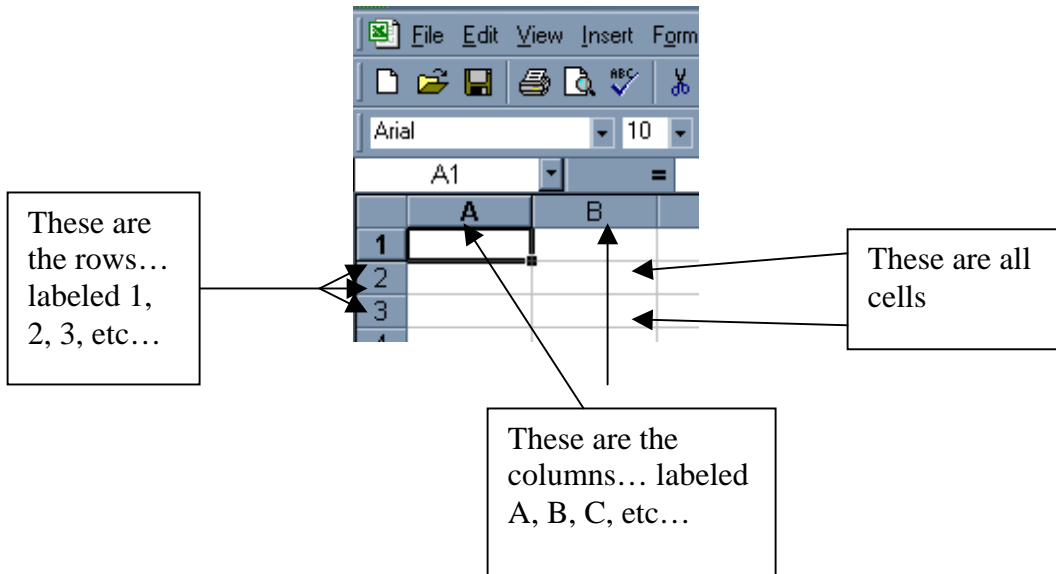 File Edit View Insert Form
ABC
Arial 10
A1 =
A B
1
2
3
These are
the rows…
labeled 1,
2, 3, etc…
These are all
cells
These are the
columns… labeled
A, B, C, etc…